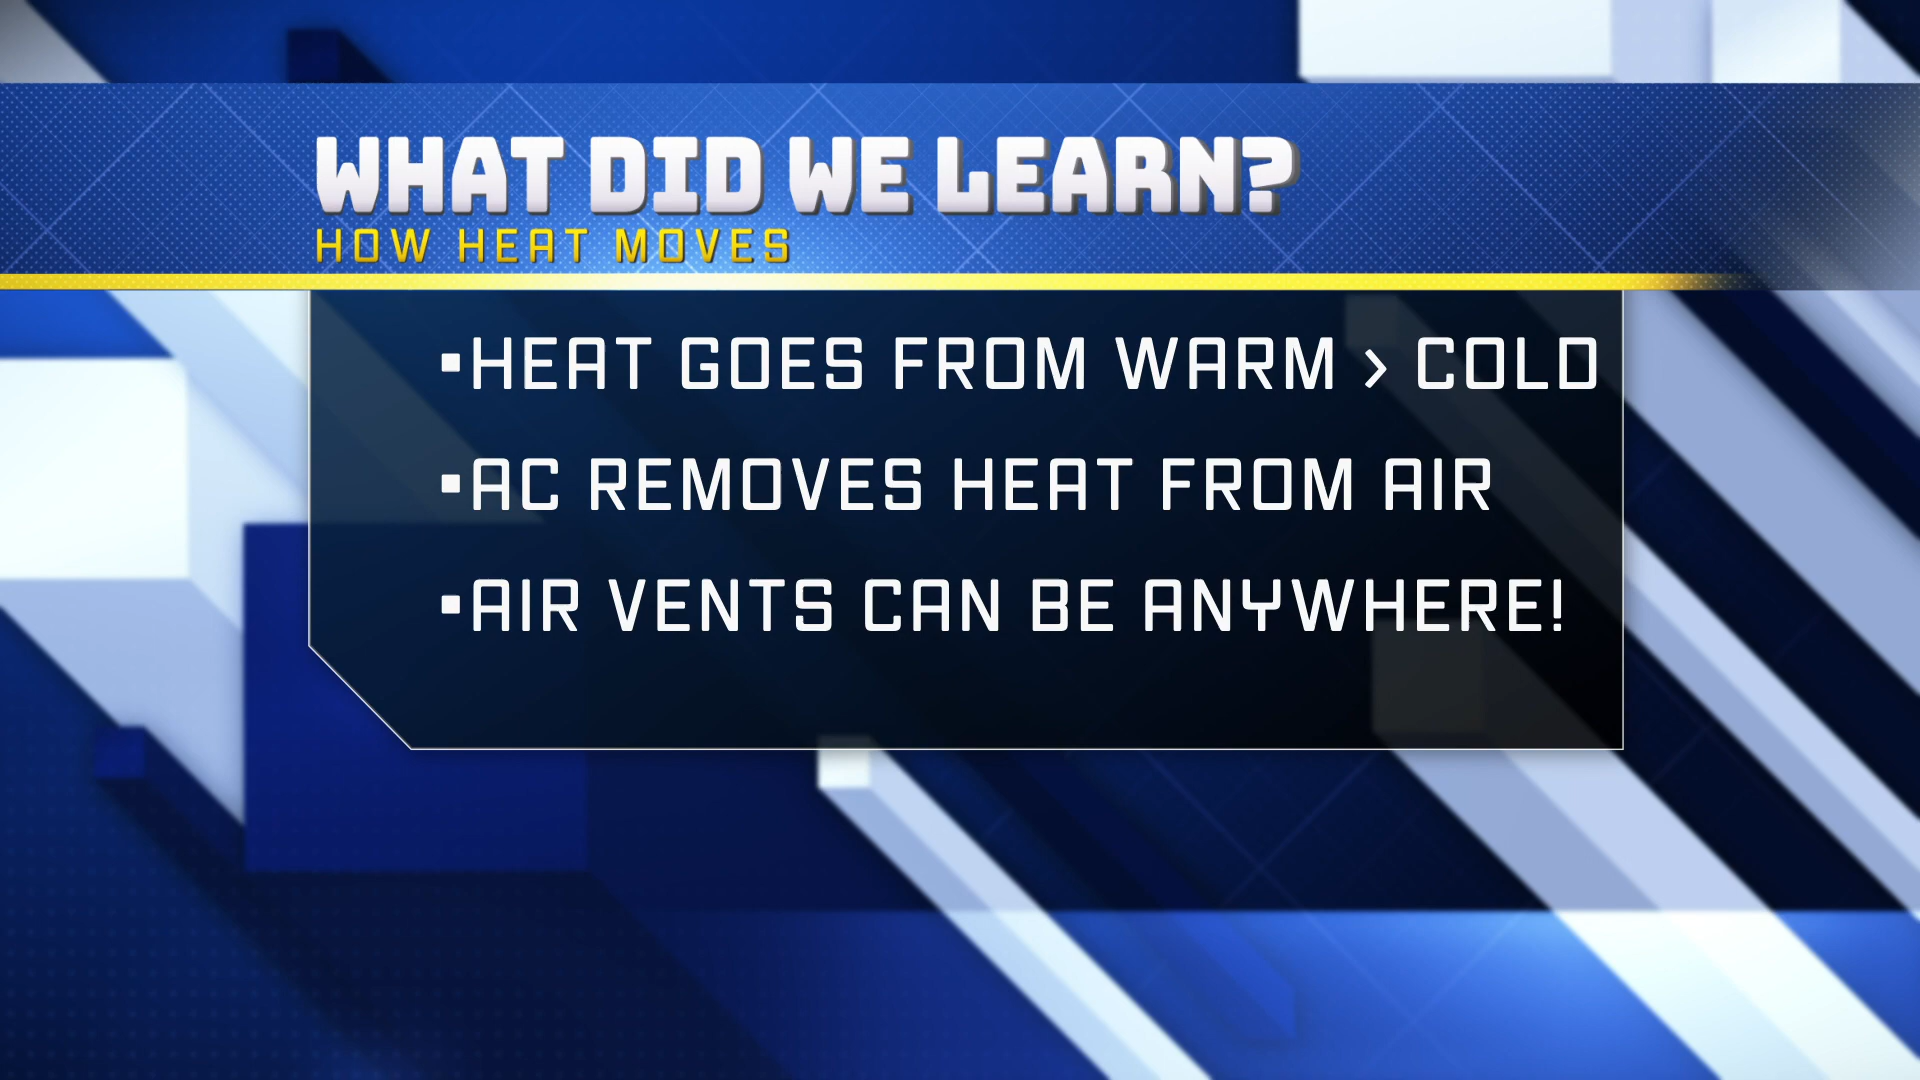 WHAT DID WE LEARN?
HOW HEAT MOVES
▪HEAT GOES FROM WARM > COLD
▪AC REMOVES HEAT FROM AIR
▪AIR VENTS CAN BE ANYWHERE!